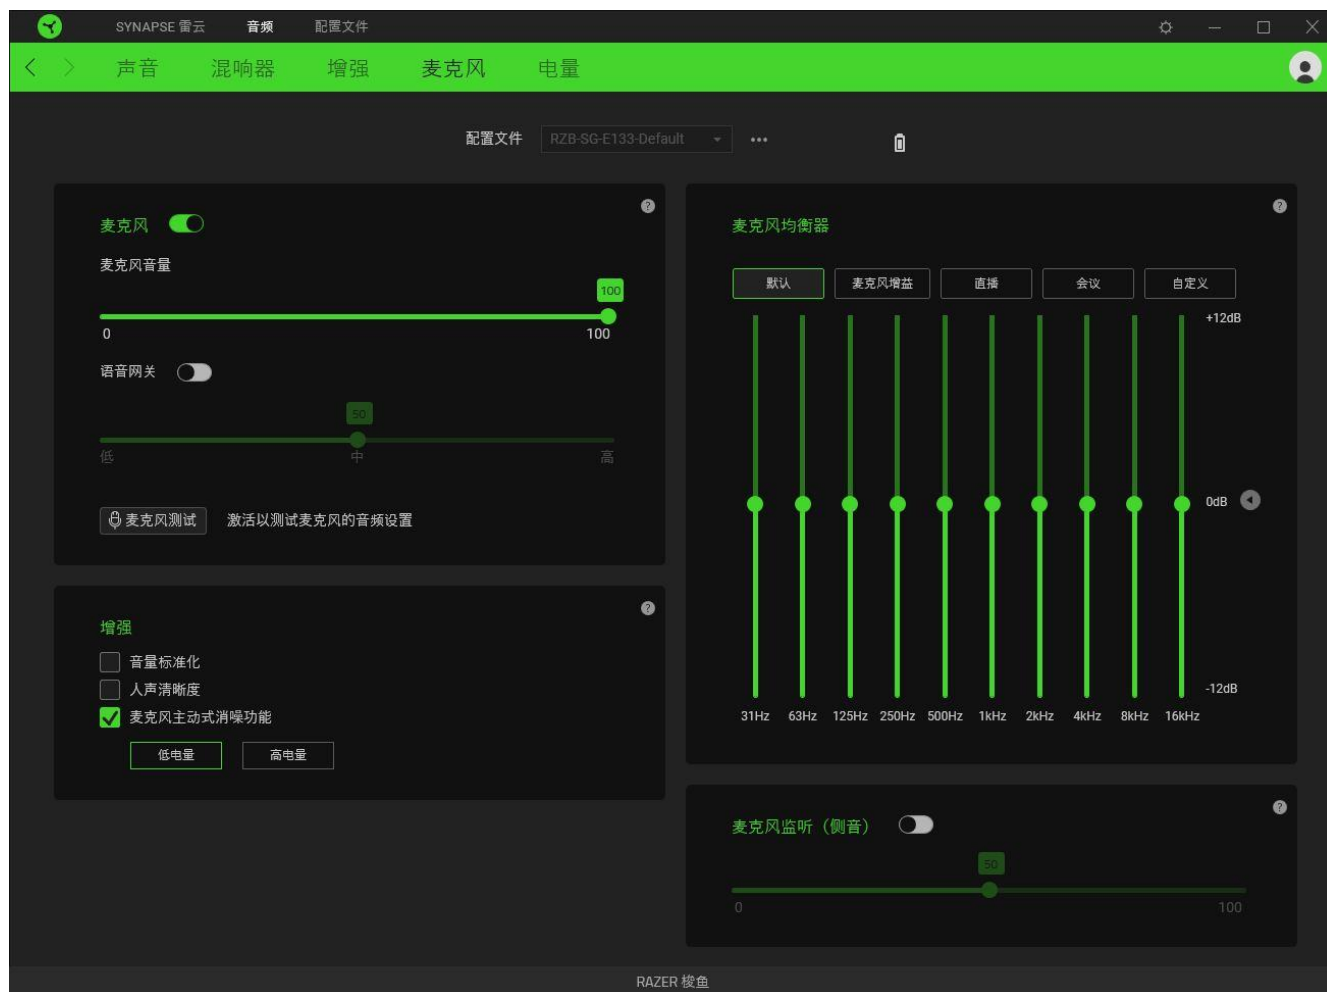 SYNAPSE 雷云 音频 配置文件
声音 混响器 增强 麦克风 电量
配置文件 RZB-SG-E133-Default
麦克风
麦克风音量
100
0 100
语音网关
50
低 中 高
麦克风测试 激活以测试麦克风的音频设置
增强
音量标准化
人声清晰度
麦克风主动式消噪功能
低电量 高电量
麦克风均衡器
默认 麦克风增益 直播 会议 自定义
+12dB
0dB
-12dB
31Hz 63Hz 125Hz 250Hz 500Hz 1kHz 2kHz 4kHz 8kHz 16kHz
麦克风监听（侧音）
50
0 100
RAZER 梭鱼